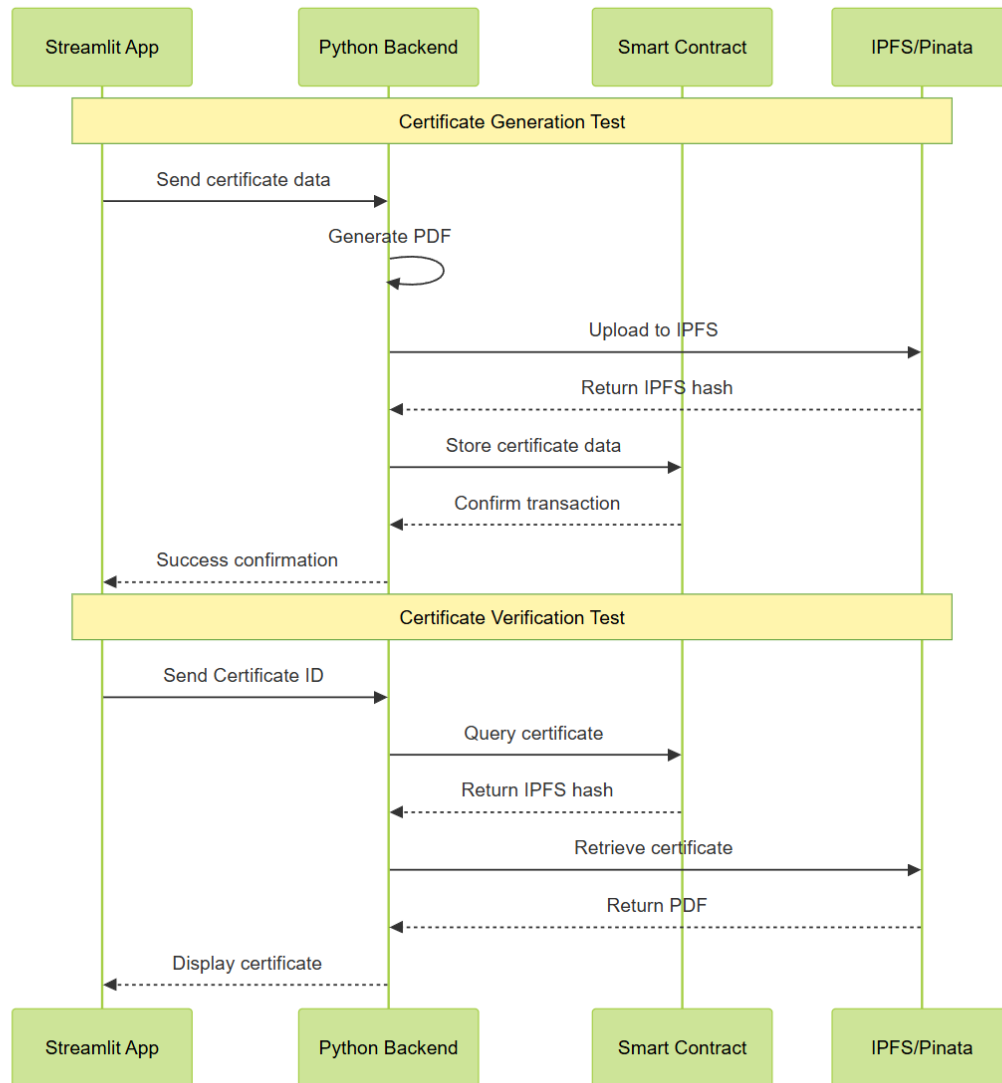 Streamlit App
Python Backend
Smart Contract
IPFS/Pinata
Certificate Generation Test
Send certificate data
Generate PDF
Upload to IPFS
Return IPFS hash
Store certificate data
Confirm transaction
Success confirmation
Certificate Verification Test
Send Certificate ID
Query certificate
Return IPFS hash
Retrieve certificate
Return PDF
Display certificate
Streamlit App
Python Backend
Smart Contract
IPFS/Pinata